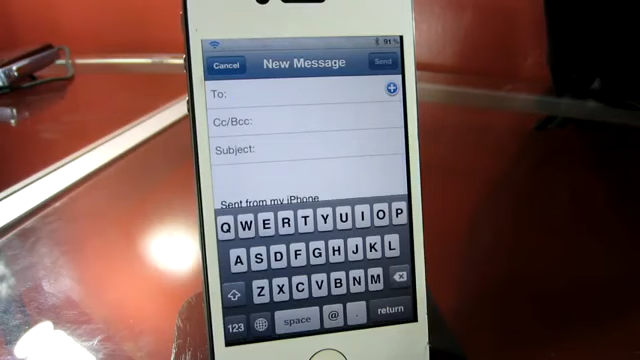 91%
Cancel New Message Send
To:
Cc/Bcc:
Subject:
Sent from my iPhone
Q W E R T Y U I O P
A S D F G H J K L
Z X C V B N M
123 space @ . return